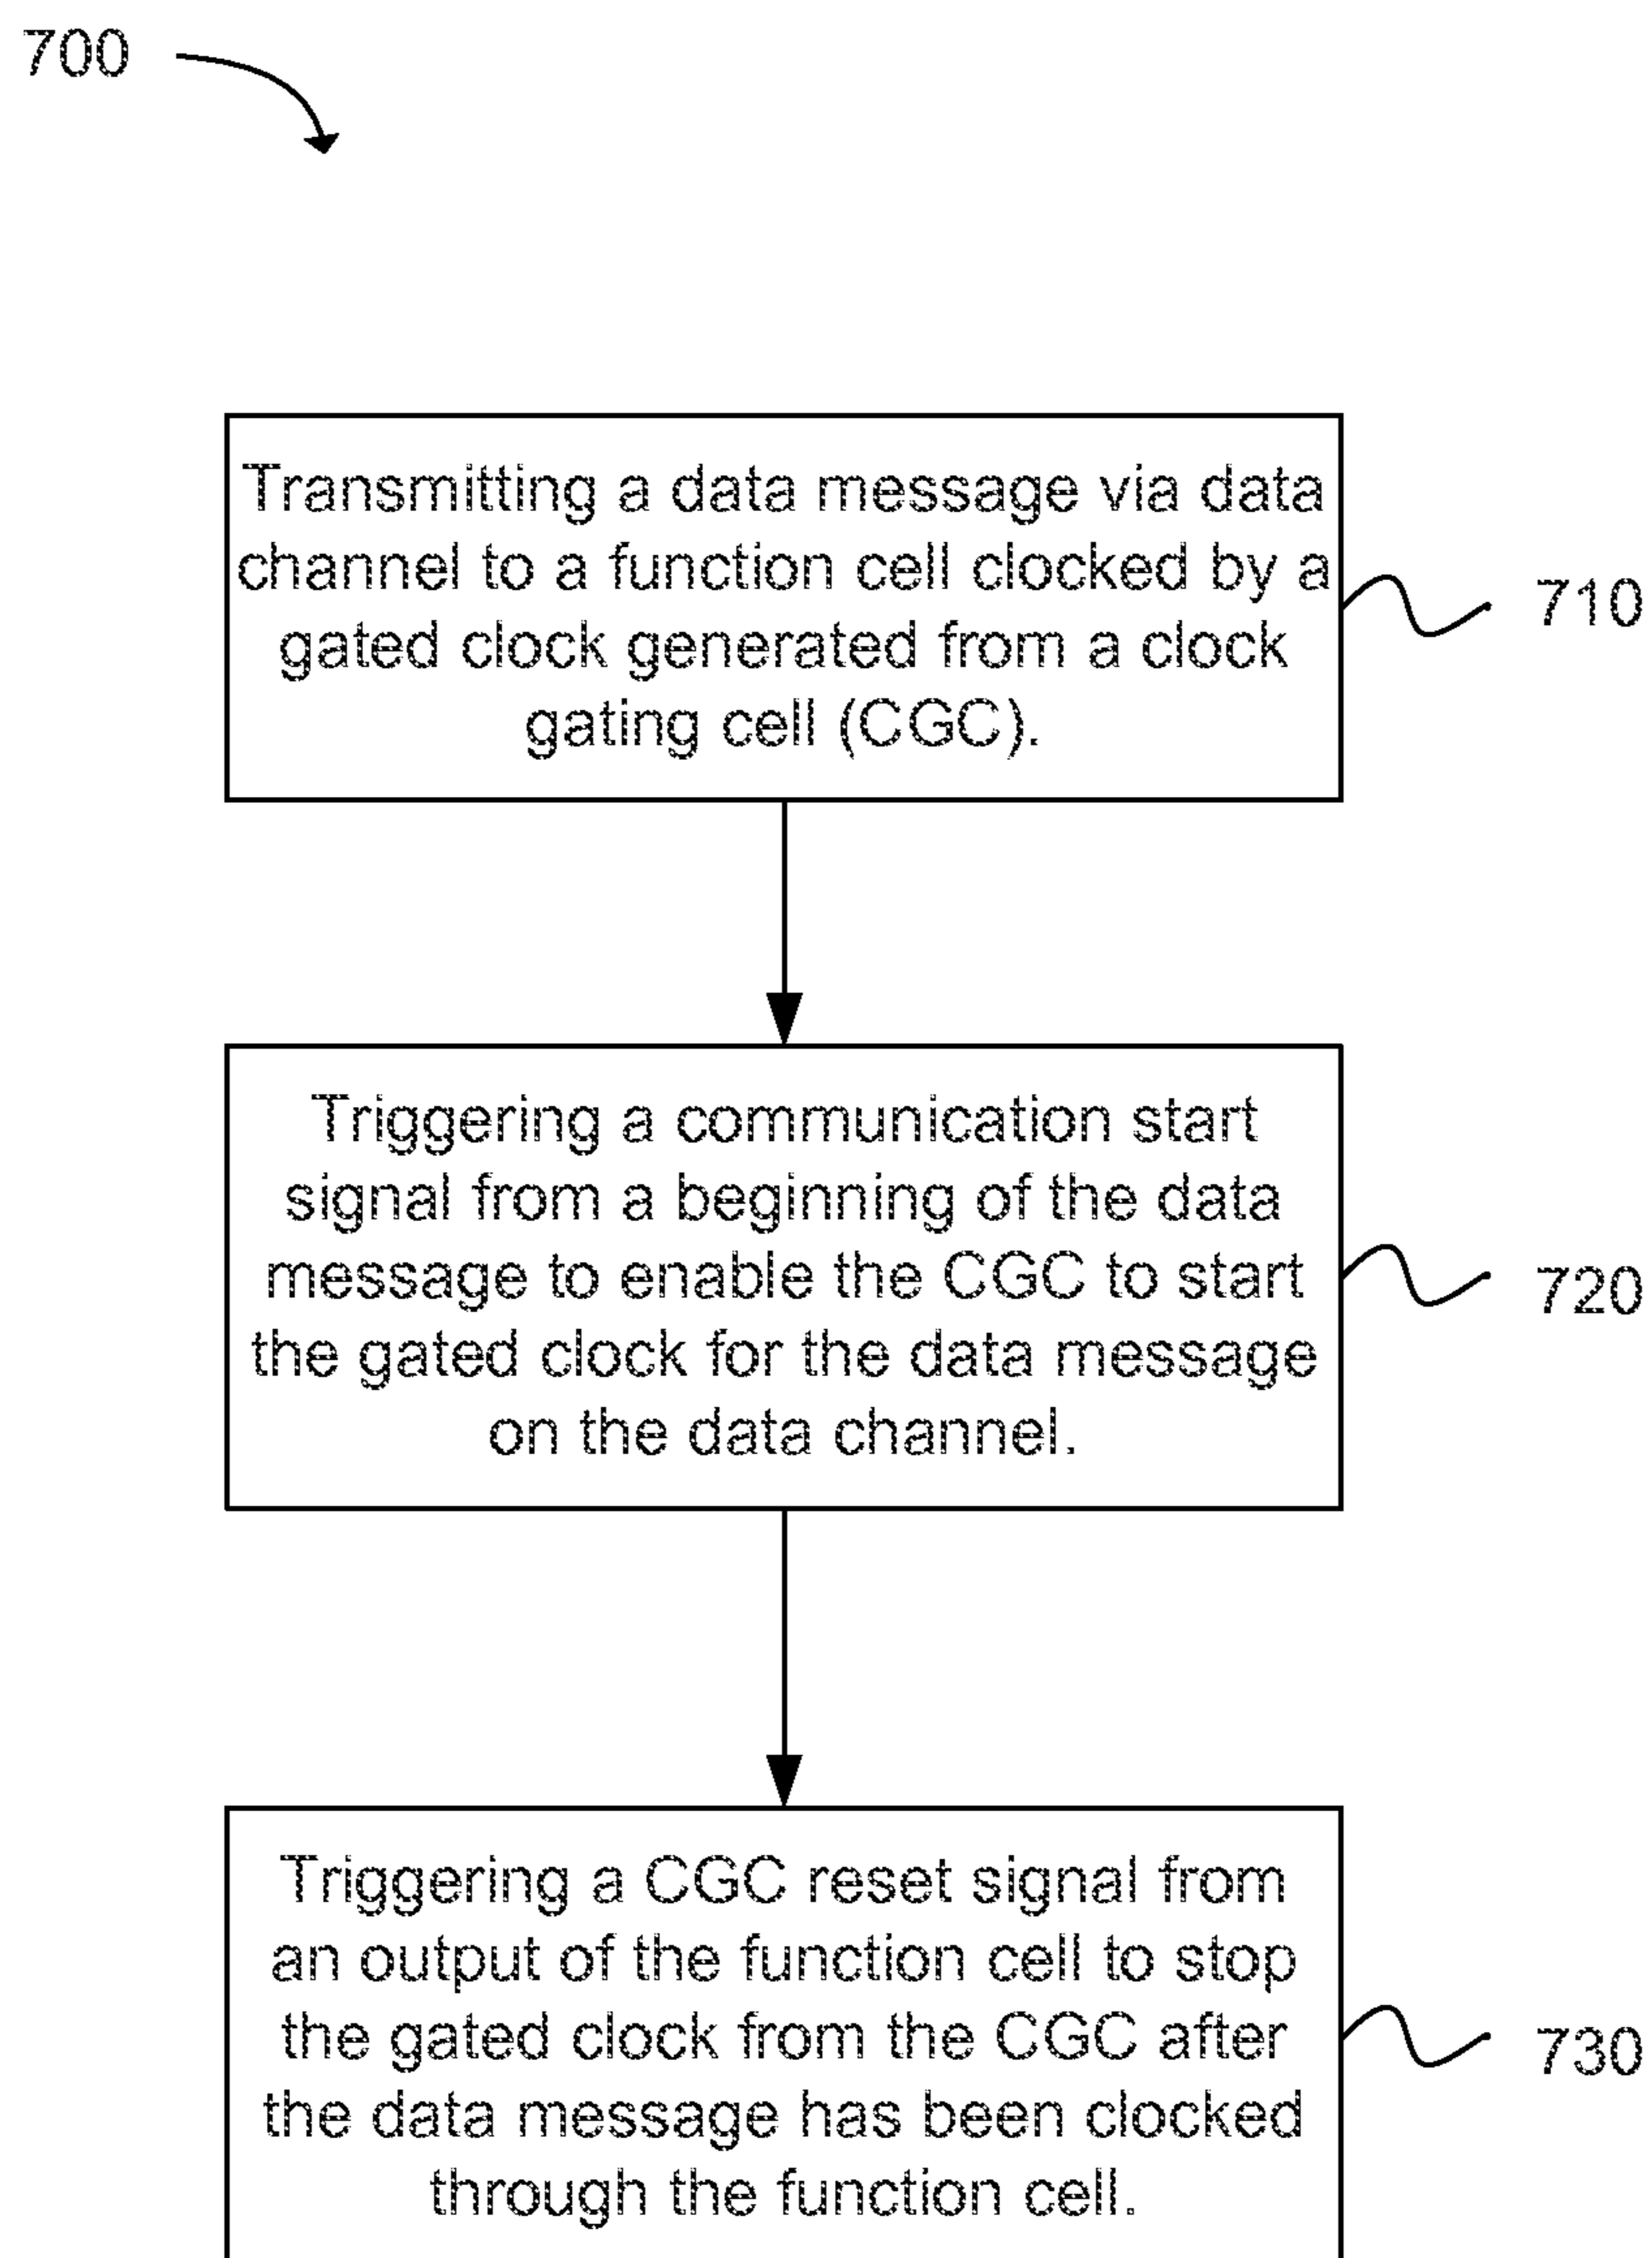 700
Transmitting a data message via data
channel to a function cell clocked by a
gated clock generated from a clock
gating cell (CGC).
710
Triggering a communication start
signal from a beginning of the data
message to enable the CGC to start
the gated clock for the data message
on the data channel.
720
Triggering a CGC reset signal from
an output of the function cell to stop
the gated clock from the CGC after
the data message has been clocked
through the function cell.
730